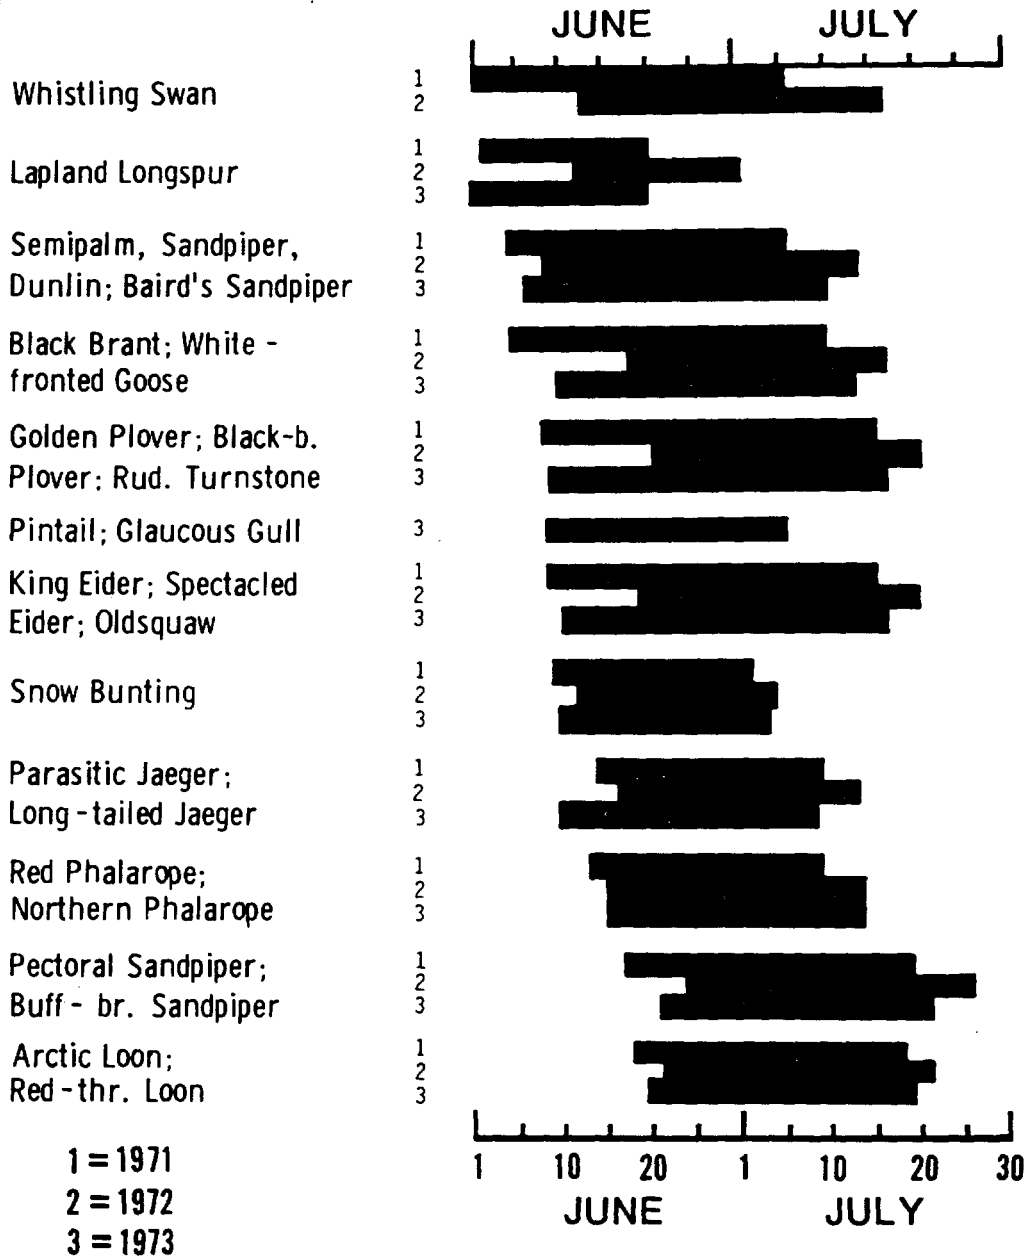 JUNE JULY
Whistling Swan 1
2
Lapland Longspur 1
2
3
Semipalm, Sandpiper, 1
2
Dunlin; Baird's Sandpiper 3
Black Brant; White - 1
2
fronted Goose 3
Golden Plover; Black-b. 1
2
Plover; Rud. Turnstone 3
Pintail; Glaucous Gull 3
King Eider; Spectacled 1
2
Eider; Oldsquaw 3
Snow Bunting 1
2
3
Parasitic Jaeger; 1
2
Long-tailed Jaeger 3
Red Phalarope; 1
2
Northern Phalarope 3
Pectoral Sandpiper; 1
2
Buff- br. Sandpiper 3
Arctic Loon; 1
2
Red-thr. Loon 3
1 10 20 1 10 20 30
JUNE JULY
1 = 1971
2 = 1972
3 = 1973